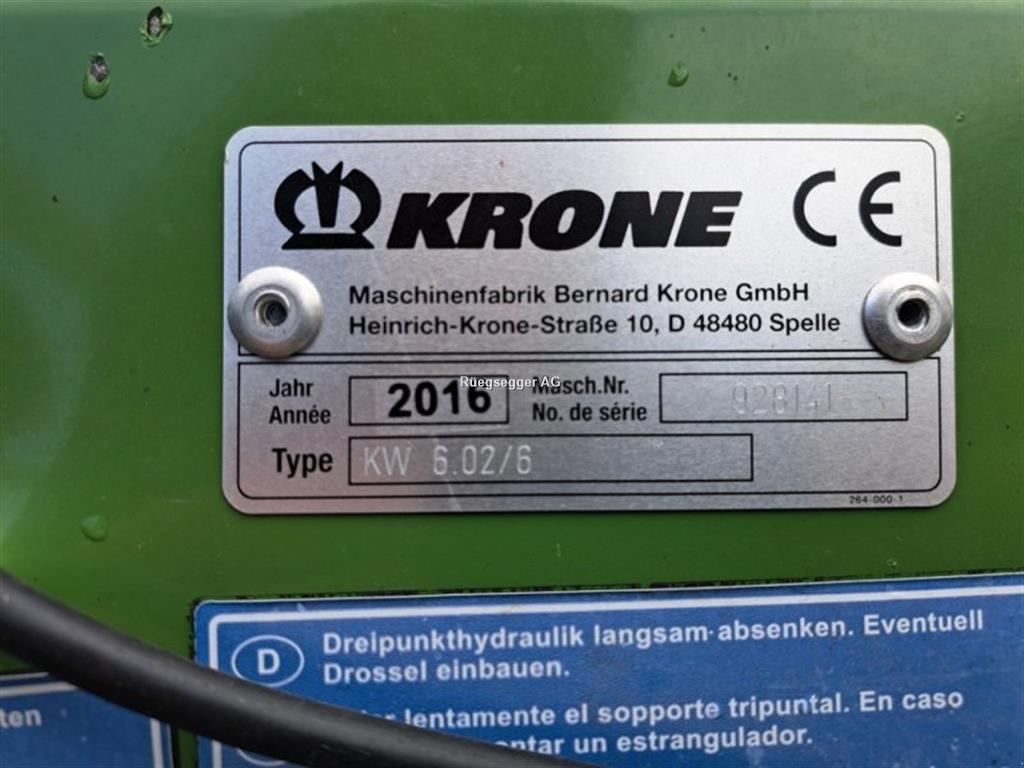 KRONE CE
Maschinenfabrik Bernard Krone GmbH
Heinrich-Krone-Straße 10, D 48480 Spelle
Jahr 2016 Masch.Nr.
Année No. de série
Rüegsegger AG
Type KW 6.02/6
264-000-1
D Dreipunkthydraulik langsam absenken. Eventuell
Drossel einbauen.
lentamente el sopporte tripuntal. En caso
un estrangulador.